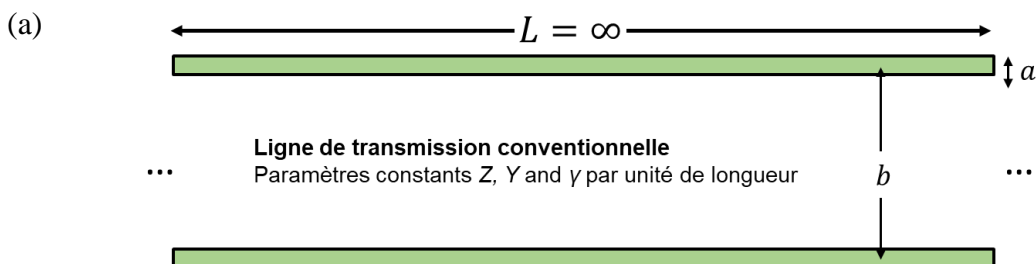 (a)
L = ∞
a
Ligne de transmission conventionnelle
Paramètres constants Z, Y and γ par unité de longueur
... b ...